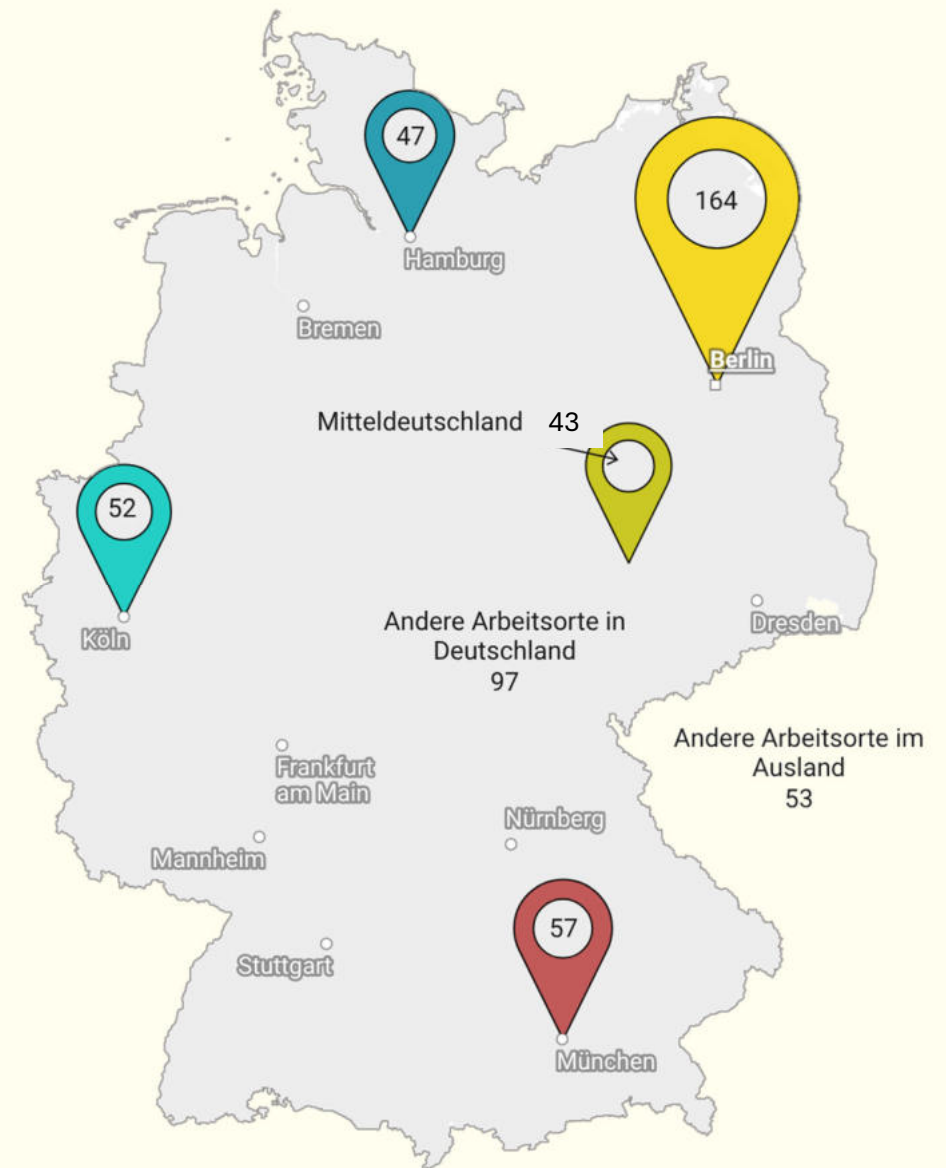 47
Hamburg
164
Bremen
Berlin
Mitteldeutschland 43
52
Köln
Andere Arbeitsorte in
Deutschland
97
Dresden
Andere Arbeitsorte im
Ausland
53
Frankfurt
am Main
Nürnberg
Mannheim
57
Stuttgart
München